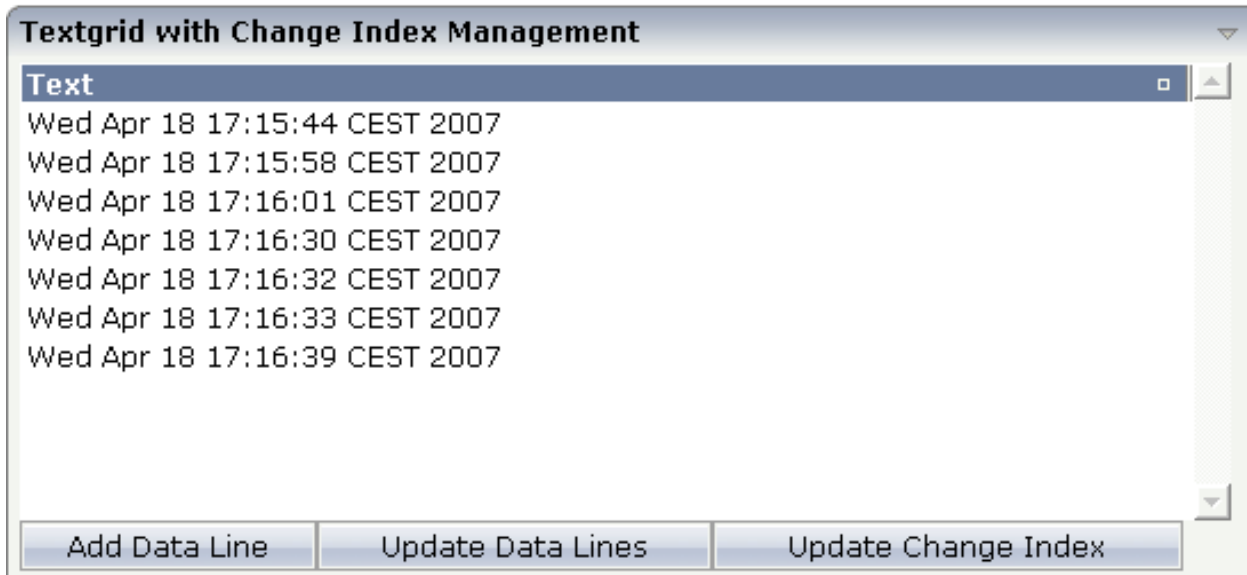 Textgrid with Change Index Management
Text
Wed Apr 18 17:15:44 CEST 2007
Wed Apr 18 17:15:58 CEST 2007
Wed Apr 18 17:16:01 CEST 2007
Wed Apr 18 17:16:30 CEST 2007
Wed Apr 18 17:16:32 CEST 2007
Wed Apr 18 17:16:33 CEST 2007
Wed Apr 18 17:16:39 CEST 2007
Add Data Line Update Data Lines Update Change Index